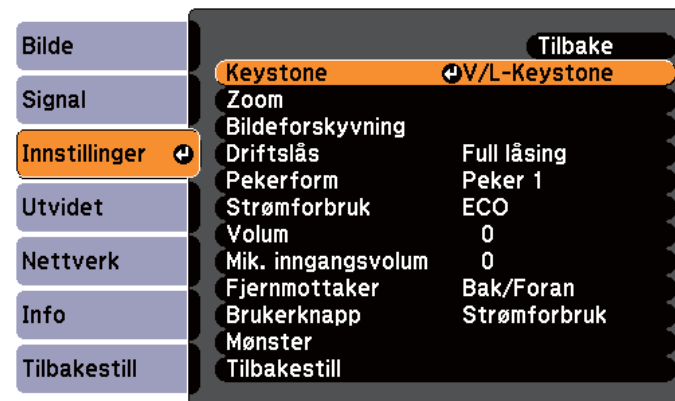 Bilde
Signal
Innstillinger
Utvidet
Nettverk
Info
Tilbakestill
Tilbake
Keystone V/L-Keystone
Zoom
Bildeforskyvning
Driftslås Full låsing
Pekerform Peker 1
Strømforbruk ECO
Volum 0
Mik. inngangsvolum 0
Fjernmottaker Bak/Foran
Brukerknapp Strømforbruk
Mønster
Tilbakestill